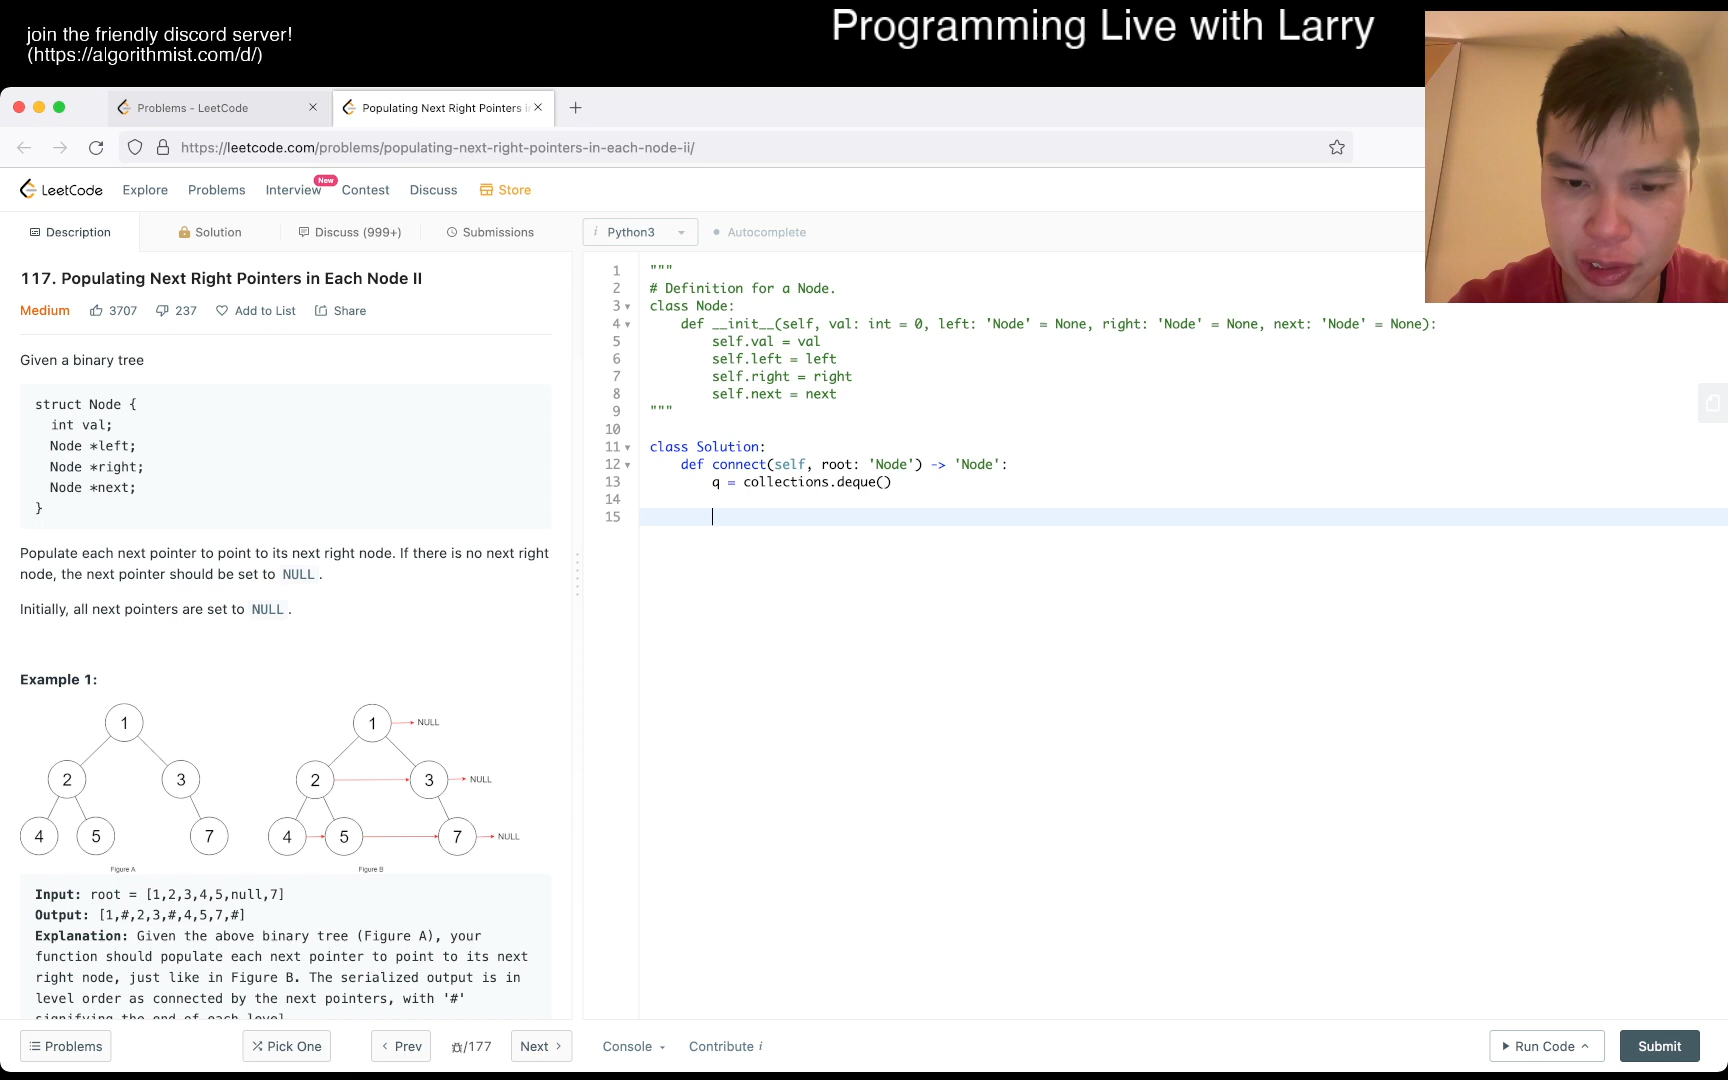 join the friendly discord server!
(https://algorithmist.com/d/)
Programming Live with Larry
Problems - LeetCode
Populating Next Right Pointers i
https://leetcode.com/problems/populating-next-right-pointers-in-each-node-ii/
LeetCode Explore Problems Interview New Contest Discuss Store
Description Solution Discuss (999+) Submissions
i Python3 Autocomplete
117. Populating Next Right Pointers in Each Node II
Medium 3707 237 Add to List Share
Given a binary tree
struct Node {
int val;
Node *left;
Node *right;
Node *next;
}
Populate each next pointer to point to its next right node. If there is no next right
node, the next pointer should be set to NULL.
Initially, all next pointers are set to NULL.
Example 1:
1 1 NULL
2 3 2 3 NULL
4 5 7 4 5 7 NULL
Figure A Figure B
Input: root = [1,2,3,4,5,null,7]
Output: [1,#,2,3,#,4,5,7,#]
Explanation: Given the above binary tree (Figure A), your
function should populate each next pointer to point to its next
right node, just like in Figure B. The serialized output is in
level order as connected by the next pointers, with '#'
signifying the end of each level.
1 """
2 # Definition for a Node.
3 class Node:
4 def __init__(self, val: int = 0, left: 'Node' = None, right: 'Node' = None, next: 'Node' = None):
5 self.val = val
6 self.left = left
7 self.right = right
8 self.next = next
9 """
10
11 class Solution:
12 def connect(self, root: 'Node') -> 'Node':
13 q = collections.deque()
14
15
Problems Pick One Prev /177 Next Console Contribute i Run Code Submit